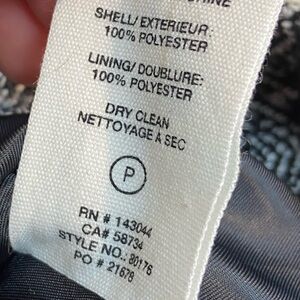 SHELL/ EXTERIEUR:
100% POLYESTER
LINING/ DOUBLURE:
100% POLYESTER
DRY CLEAN
NETTOYAGE À SEC
P
RN # 143044
CA# 58734
STYLE NO.: 80176
PO # 21678